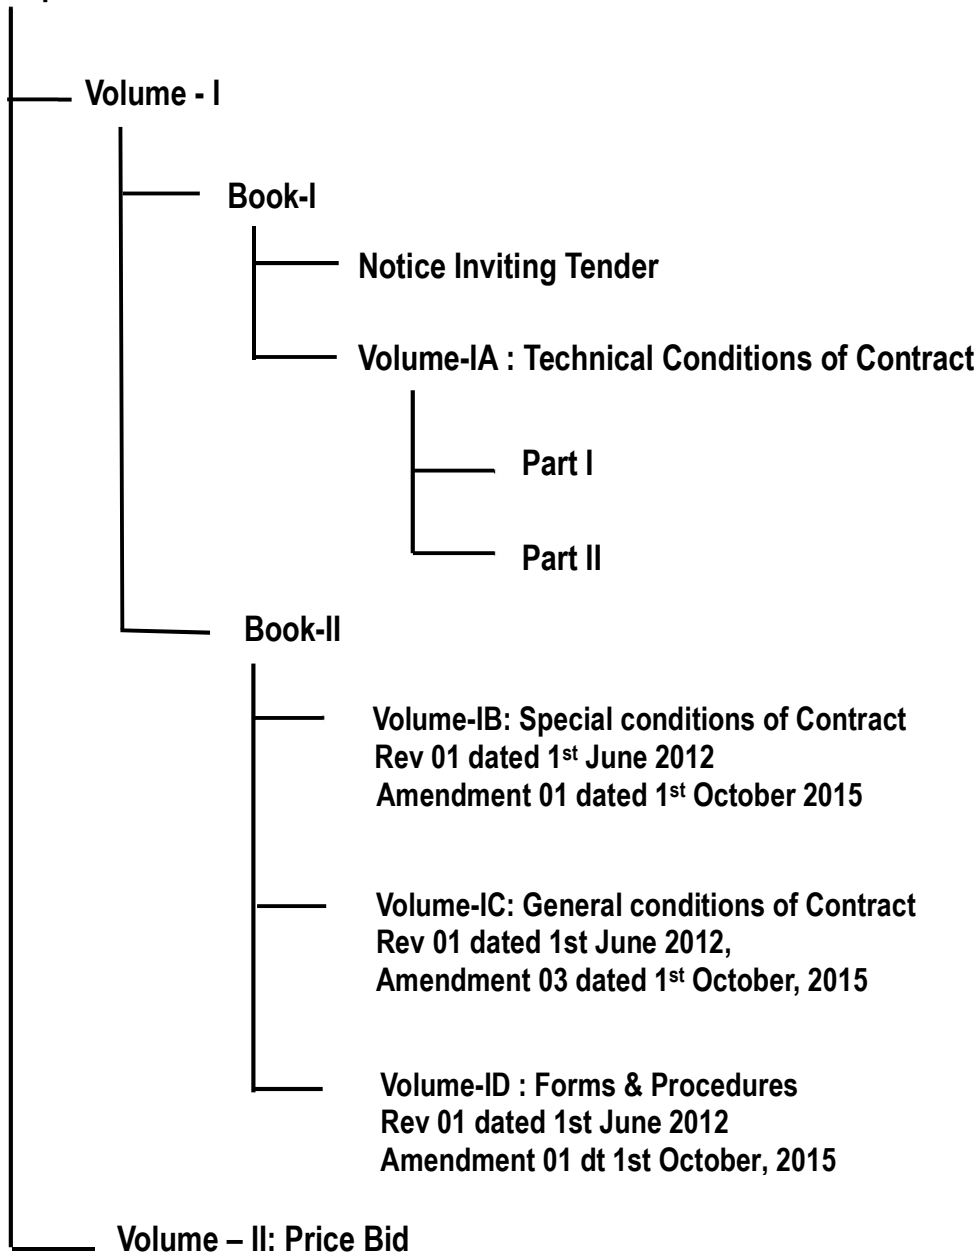 Volume - I
Book-I
Notice Inviting Tender
Volume-IA : Technical Conditions of Contract
Part I
Part II
Book-II
Volume-IB: Special conditions of Contract
Rev 01 dated 1st June 2012
Amendment 01 dated 1st October 2015
Volume-IC: General conditions of Contract
Rev 01 dated 1st June 2012,
Amendment 03 dated 1st October, 2015
Volume-ID : Forms & Procedures
Rev 01 dated 1st June 2012
Amendment 01 dt 1st October, 2015
Volume – II: Price Bid